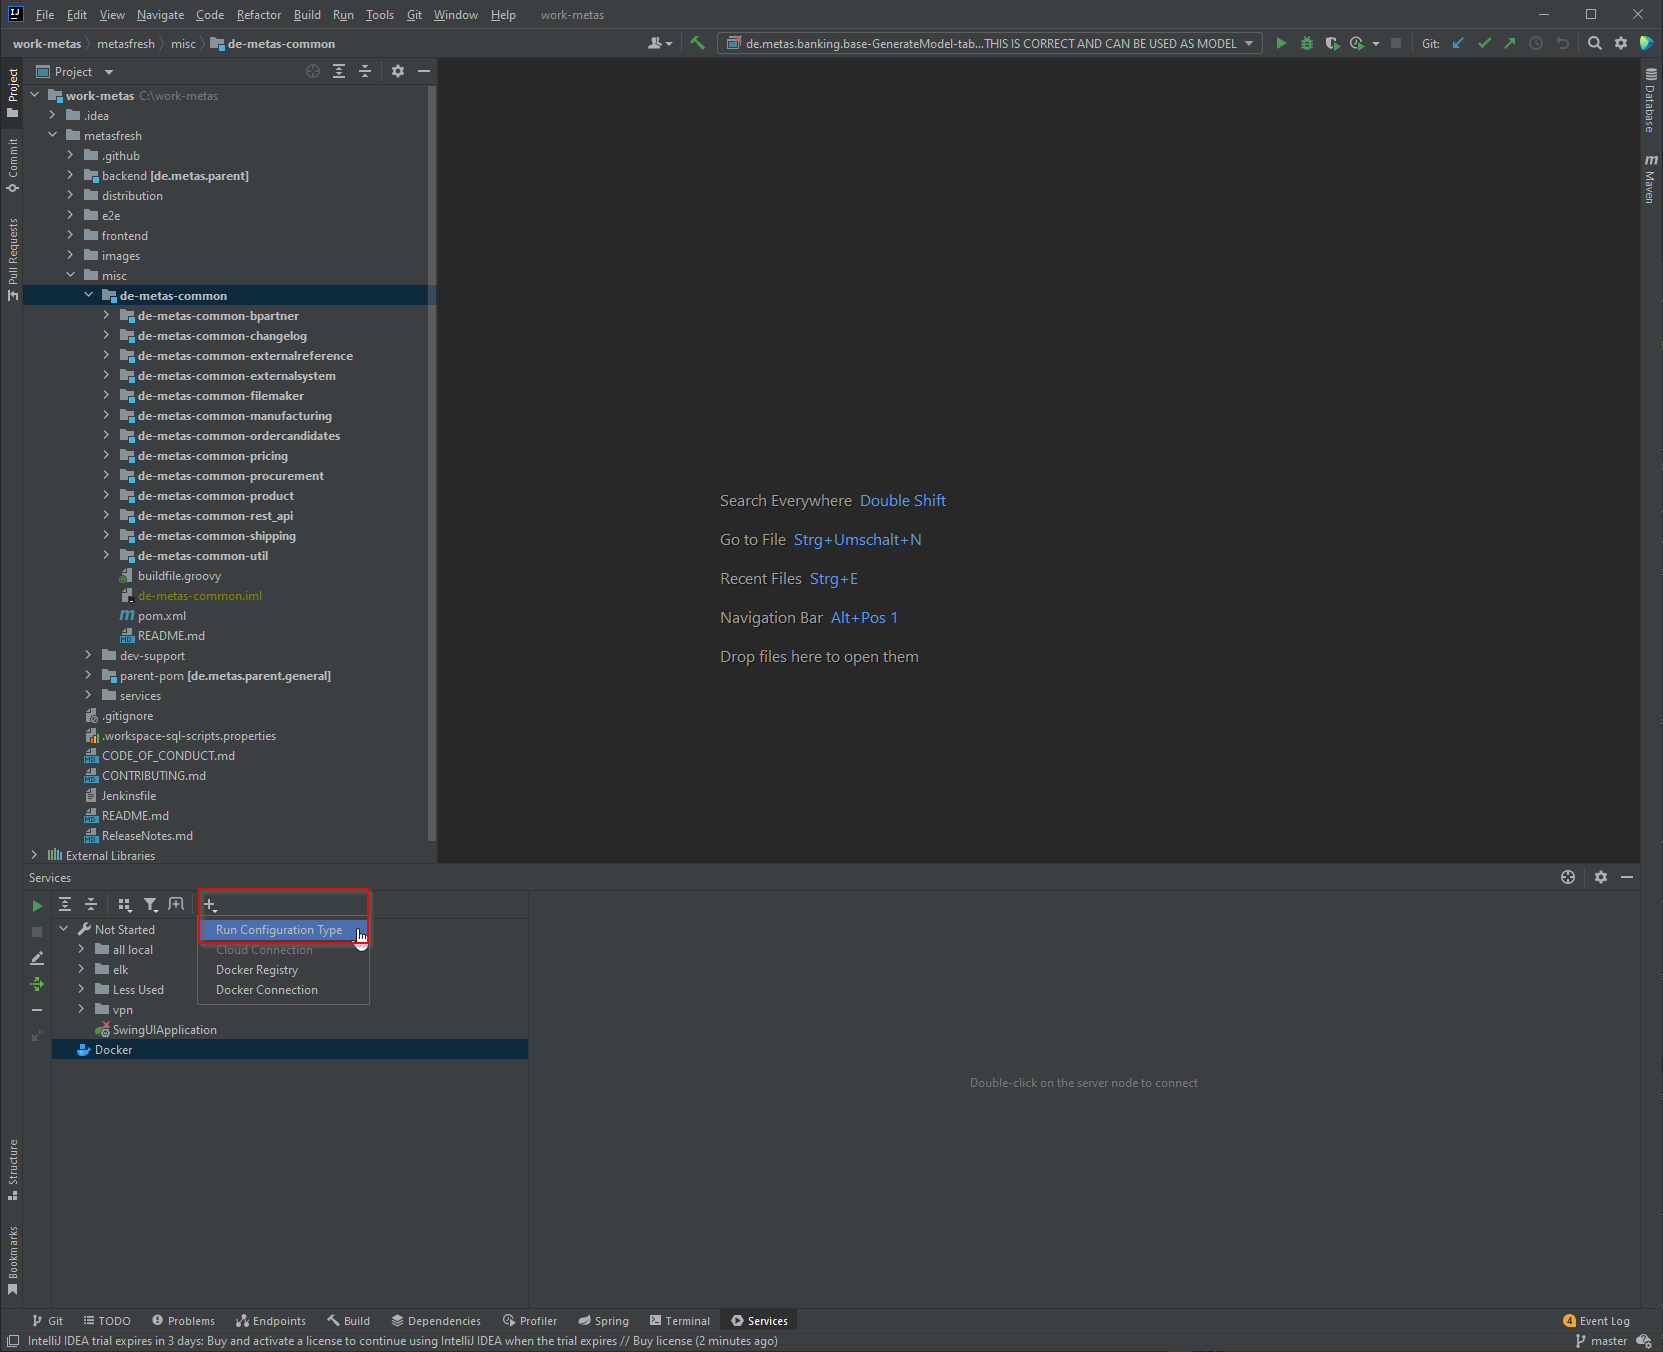 File Edit View Navigate Code Refactor Build Run Tools Git Window Help work-metas
work-metas metasfresh misc de-metas-common
de.metas.banking.base-GenerateModel-tab...THIS IS CORRECT AND CAN BE USED AS MODEL
Git:
Project
work-metas C:\work-metas
.idea
metasfresh
.github
backend [de.metas.parent]
distribution
e2e
frontend
images
misc
de-metas-common
de-metas-common-bpartner
de-metas-common-changelog
de-metas-common-externalreference
de-metas-common-externalsystem
de-metas-common-filemaker
de-metas-common-manufacturing
de-metas-common-ordercandidates
de-metas-common-pricing
de-metas-common-procurement
de-metas-common-product
de-metas-common-rest_api
de-metas-common-shipping
de-metas-common-util
buildfile.groovy
de-metas-common.iml
pom.xml
README.md
dev-support
parent-pom [de.metas.parent.general]
services
.gitignore
.workspace-sql-scripts.properties
CODE_OF_CONDUCT.md
CONTRIBUTING.md
Jenkinsfile
README.md
ReleaseNotes.md
External Libraries
Project
Commit
Pull Requests
Structure
Bookmarks
Search Everywhere Double Shift
Go to File Strg+Umschalt+N
Recent Files Strg+E
Navigation Bar Alt+Pos 1
Drop files here to open them
Database
Maven
Services
Not Started
all local
elk
Less Used
vpn
SwingUIApplication
Docker
Run Configuration Type
Cloud Connection
Docker Registry
Docker Connection
Double-click on the server node to connect
Git TODO Problems Endpoints Build Dependencies Profiler Spring Terminal Services
4 Event Log
IntelliJ IDEA trial expires in 3 days: Buy and activate a license to continue using IntelliJ IDEA when the trial expires // Buy license (2 minutes ago)
master